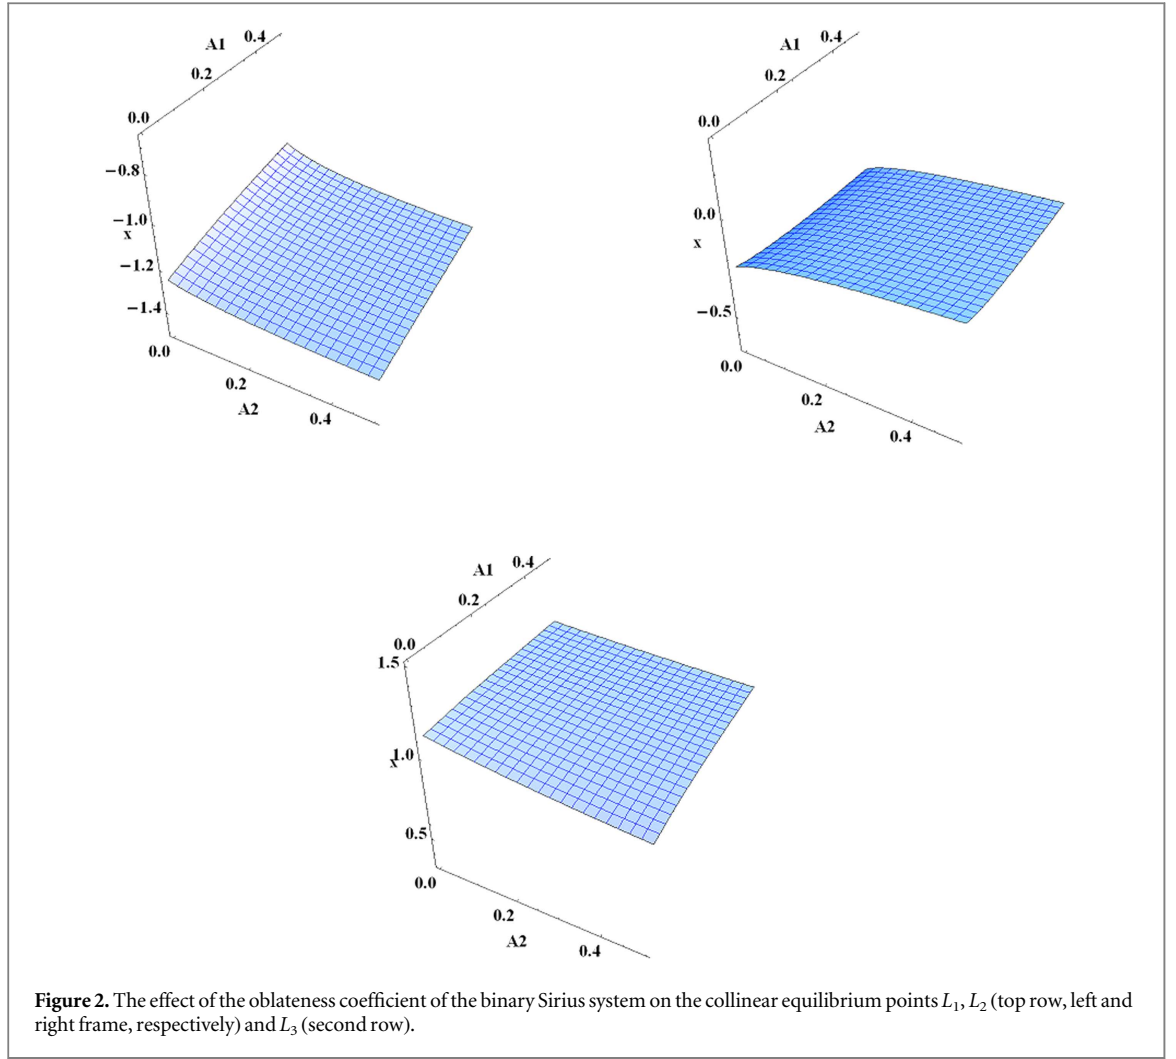 A1
0.4
0.2
0.0
−0.8
−1.0
x
−1.2
−1.4
0.0
0.2
A2
0.4
A1
0.4
0.2
0.0
0.0
x
−0.5
0.0
0.2
A2
0.4
A1
0.4
0.2
0.0
1.5
1.0
x
0.5
0.0
0.2
A2
0.4
Figure 2. The effect of the oblateness coefficient of the binary Sirius system on the collinear equilibrium points L₁, L₂ (top row, left and
right frame, respectively) and L₃ (second row).